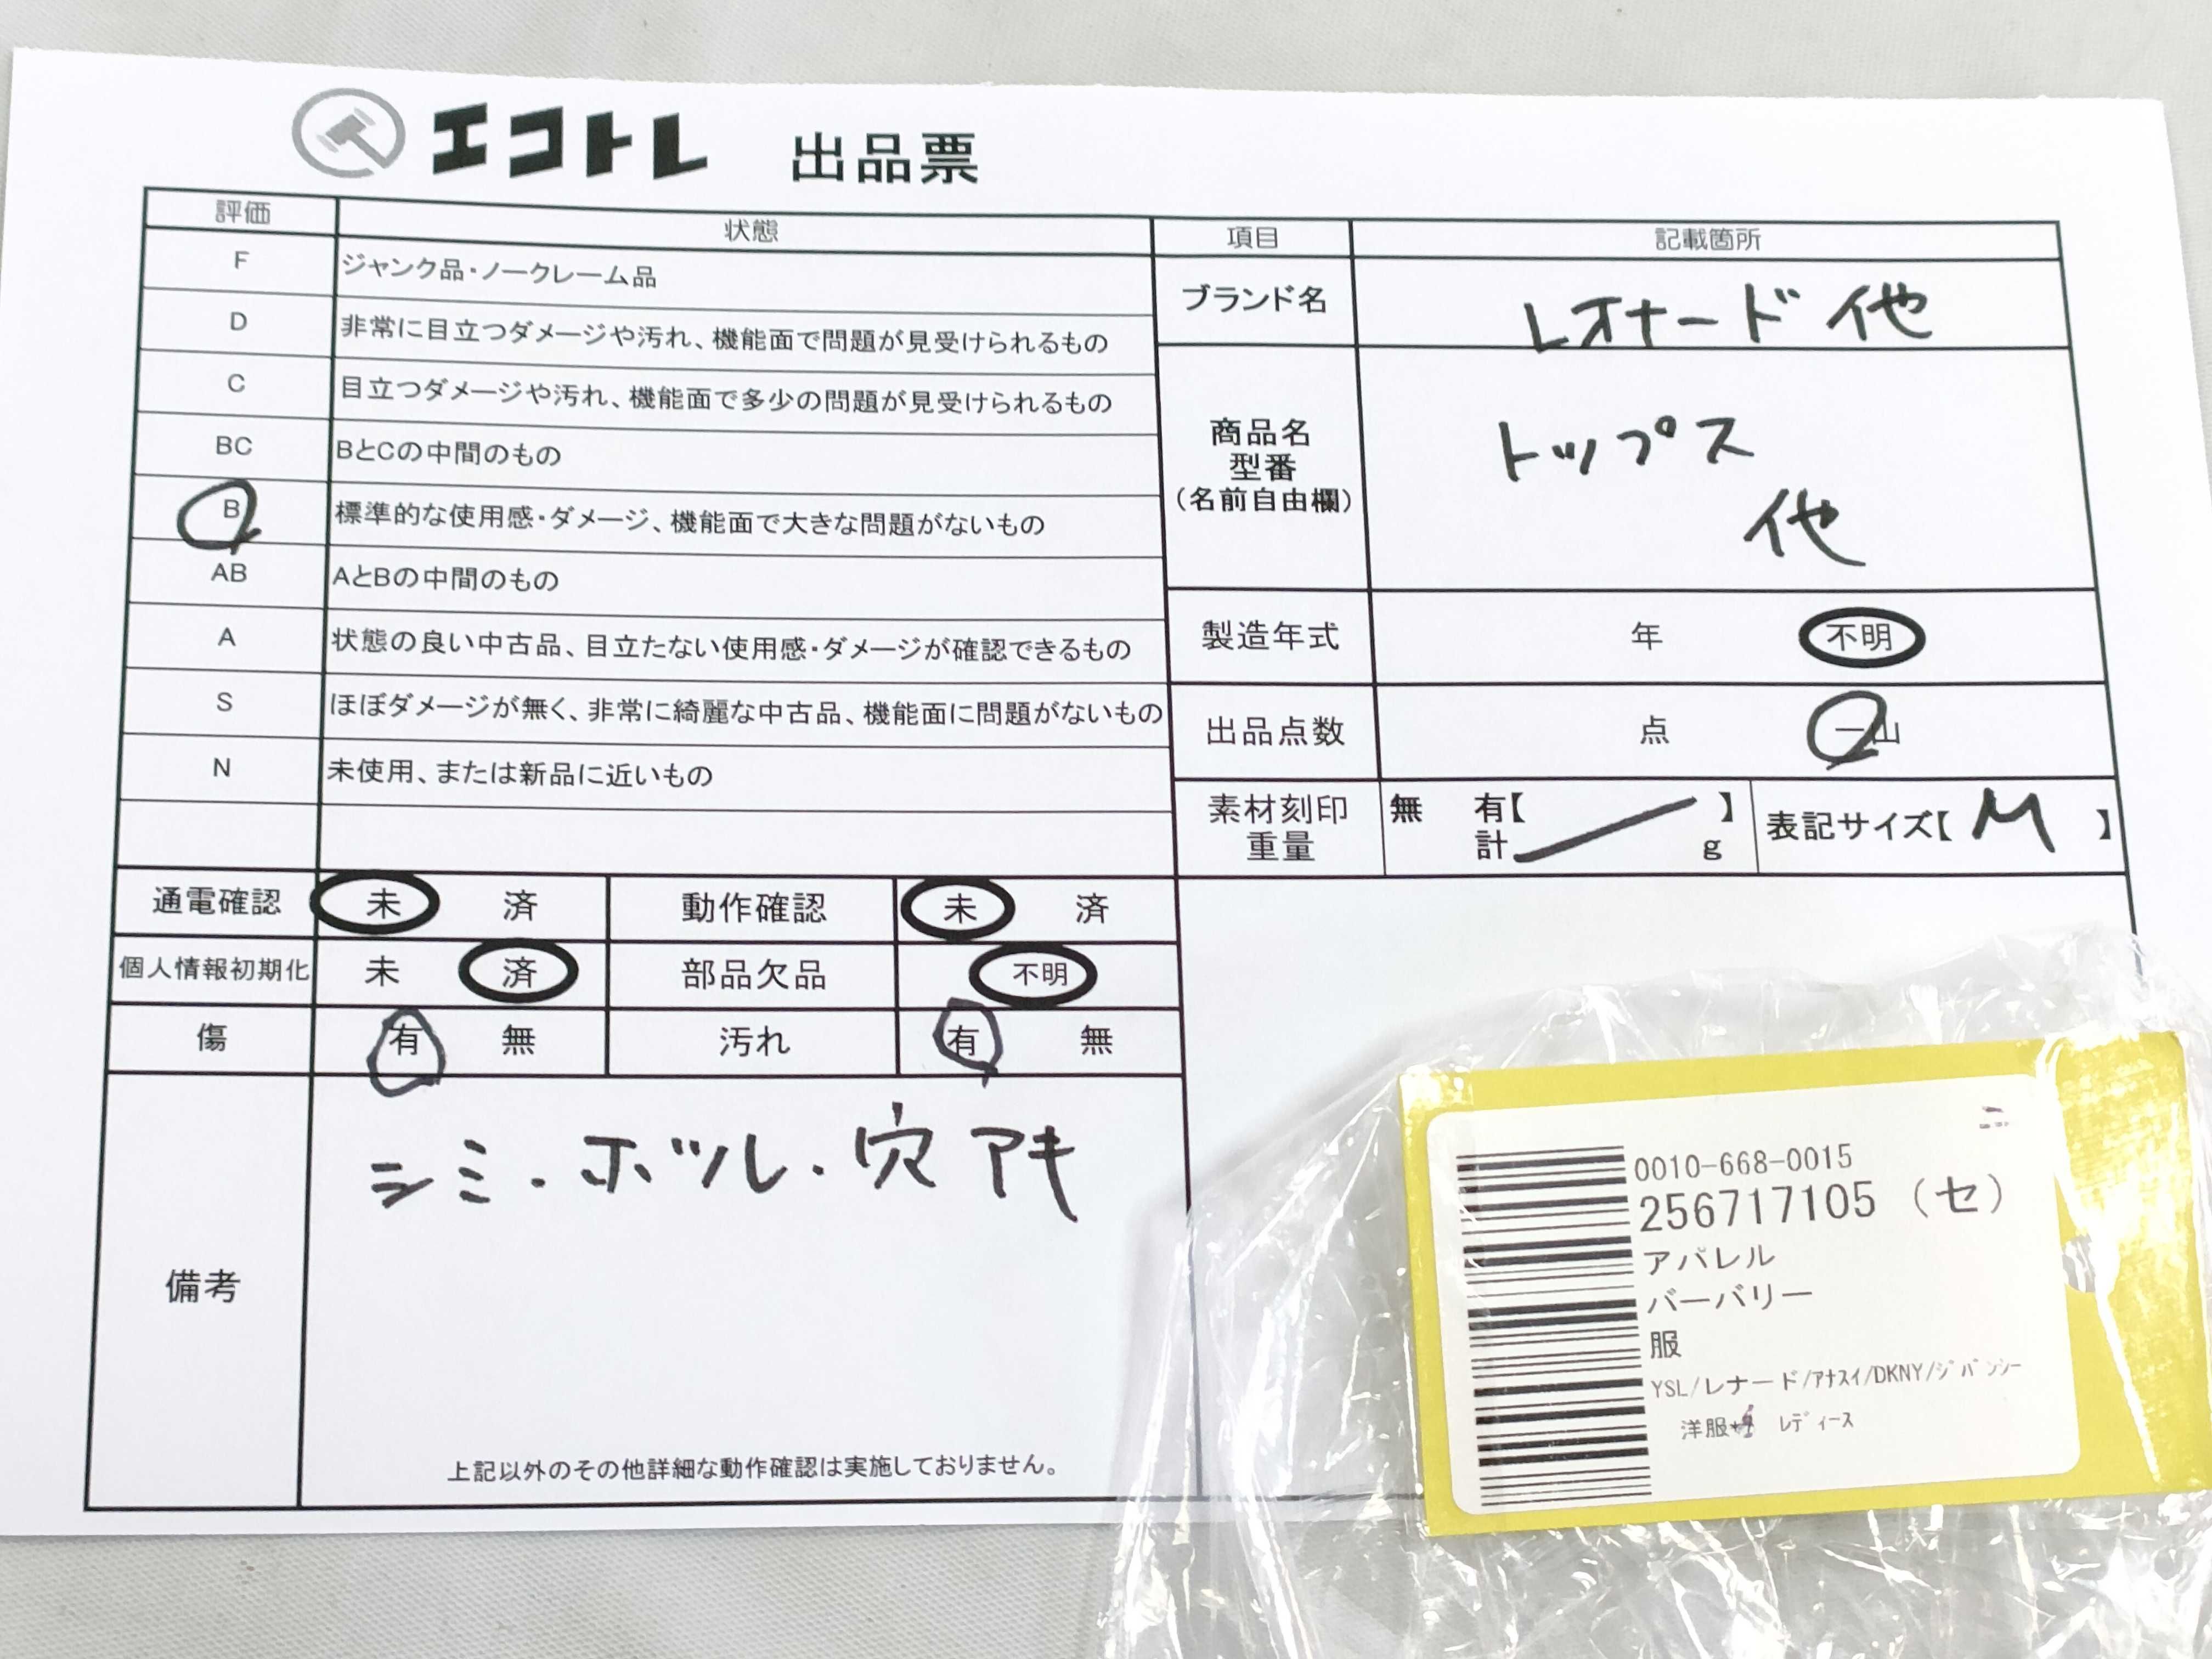 エコトレ 出品票
評価 状態
F ジャンク品・ノークレーム品
D 非常に目立つダメージや汚れ、機能面で問題が見受けられるもの
C 目立つダメージや汚れ、機能面で多少の問題が見受けられるもの
BC BとCの中間のもの
B 標準的な使用感・ダメージ、機能面で大きな問題がないもの
AB AとBの中間のもの
A 状態の良い中古品、目立たない使用感・ダメージが確認できるもの
S ほぼダメージが無く、非常に綺麗な中古品、機能面に問題がないもの
N 未使用、または新品に近いもの
項目 記載箇所
ブランド名 レオナード 他
商品名
型番
(名前自由欄)
トップス
他
製造年式 年 不明
出品点数 点 一山
素材刻印 無 有【 】
重量 計 g
表記サイズ【 M 】
通電確認 未 済 動作確認 未 済
個人情報初期化 未 済 部品欠品 不明
傷 有 無 汚れ 有 無
備考
シミ・ホツレ・穴アキ
上記以外のその他詳細な動作確認は実施しておりません。
0010-668-0015
256717105 (セ)
アパレル
バーバリー
服
YSL/レナード/ｱﾅｽｲ/DKNY/ｼﾞﾊﾞﾝｼｰ
洋服* ﾚﾃﾞｨｰｽ